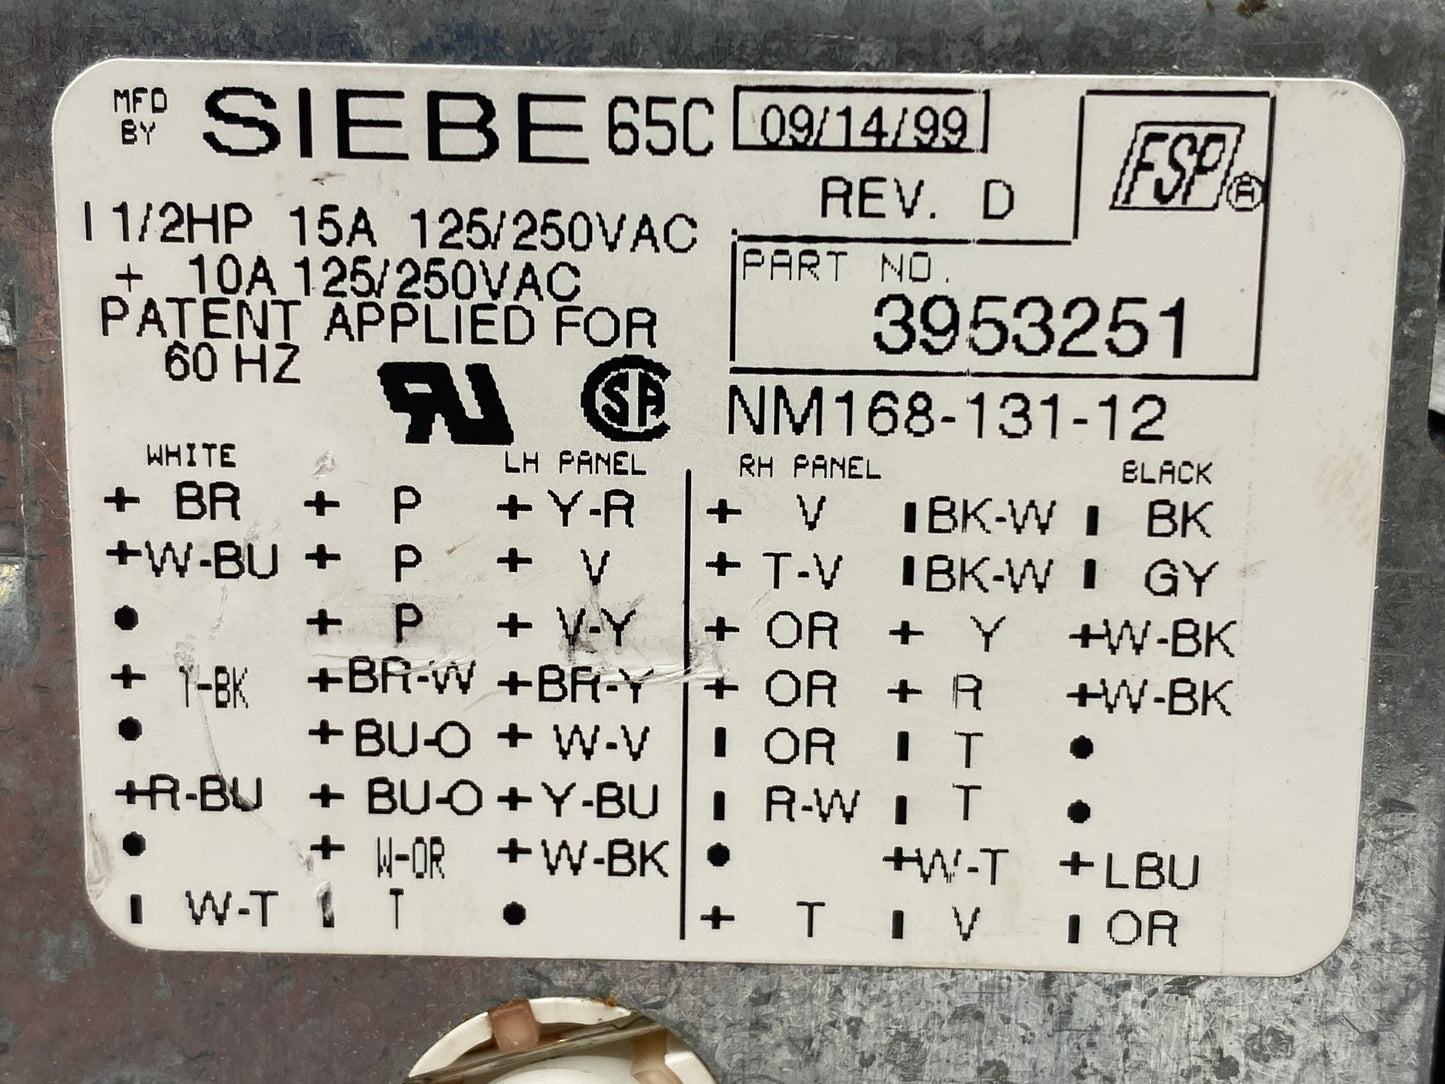 MFD BY SIEBE 65C 09/14/99
REV. D
FSP ®
I 1/2HP 15A 125/250VAC
+ 10A 125/250VAC
PATENT APPLIED FOR
60 HZ
PART NO.
3953251
NM168-131-12
WHITE LH PANEL RH PANEL BLACK
+ BR + P + Y-R + V I BK-W I BK
+ W-BU + P + V + T-V I BK-W I GY
• + P + V-Y + OR + Y + W-BK
+ Y-BK + BR-W + BR-Y + OR + R + W-BK
• + BU-O + W-V I OR I T •
+ R-BU + BU-O + Y-BU I R-W I T •
• + W-OR + W-BK • + W-T + LBU
I W-T I T • + T I V I OR